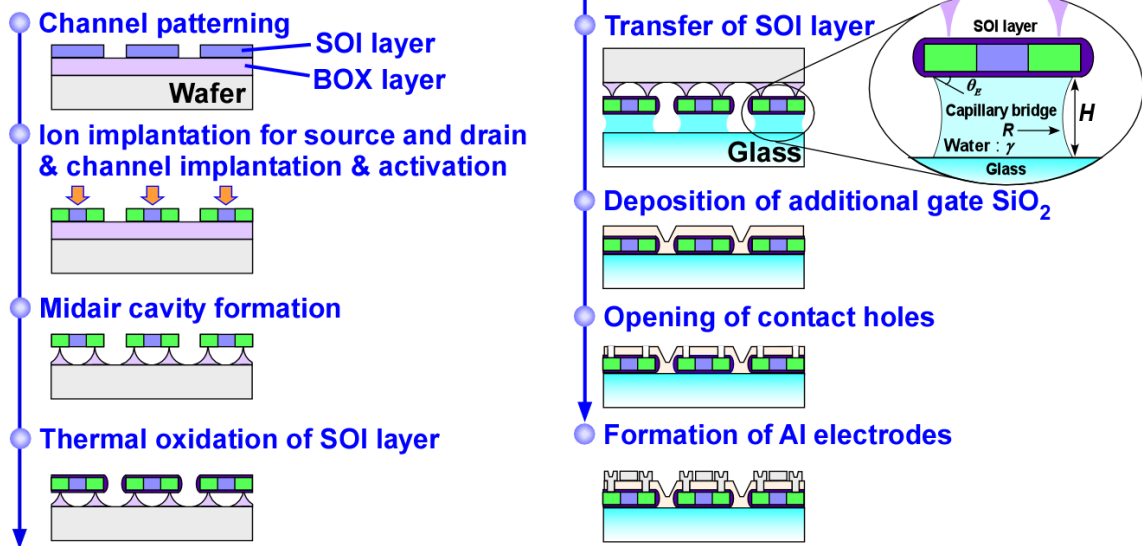 Channel patterning
SOI layer
BOX layer
Wafer
Ion implantation for source and drain
& channel implantation & activation
Midair cavity formation
Thermal oxidation of SOI layer
Transfer of SOI layer
Glass
SOI layer
θE
Capillary bridge
H
R
Water : γ
Glass
Deposition of additional gate SiO2
Opening of contact holes
Formation of Al electrodes